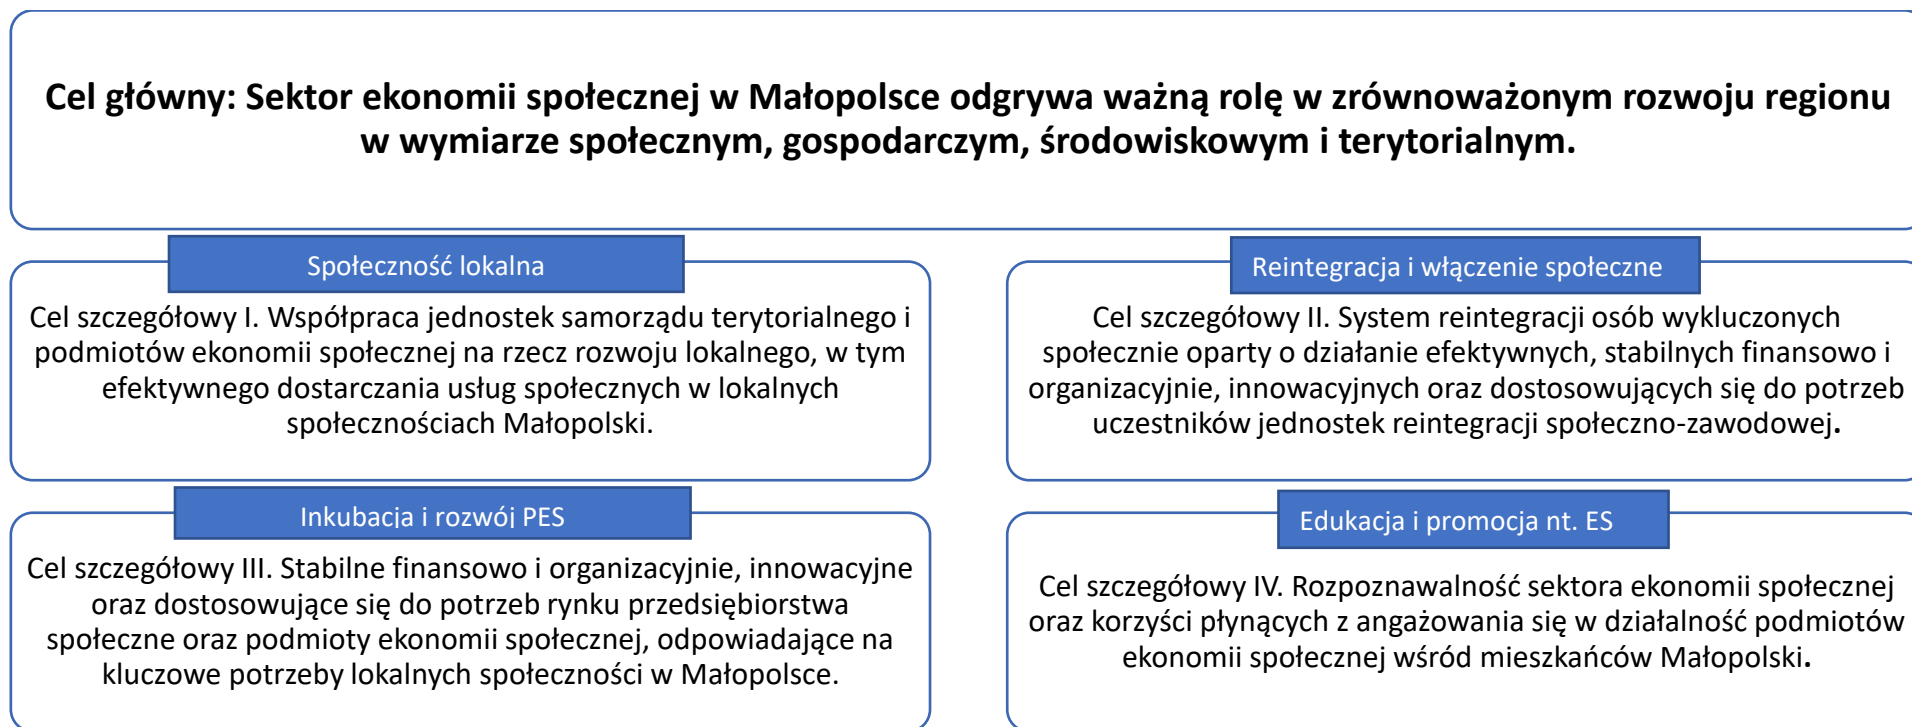 Cel główny: Sektor ekonomii społecznej w Małopolsce odgrywa ważną rolę w zrównoważonym rozwoju regionu
w wymiarze społecznym, gospodarczym, środowiskowym i terytorialnym.
Społeczność lokalna
Cel szczegółowy I. Współpraca jednostek samorządu terytorialnego i
podmiotów ekonomii społecznej na rzecz rozwoju lokalnego, w tym
efektywnego dostarczania usług społecznych w lokalnych
społecznościach Małopolski.
Reintegracja i włączenie społeczne
Cel szczegółowy II. System reintegracji osób wykluczonych
społecznie oparty o działanie efektywnych, stabilnych finansowo i
organizacyjnie, innowacyjnych oraz dostosowujących się do potrzeb
uczestników jednostek reintegracji społeczno-zawodowej.
Inkubacja i rozwój PES
Cel szczegółowy III. Stabilne finansowo i organizacyjnie, innowacyjne
oraz dostosowujące się do potrzeb rynku przedsiębiorstwa
społeczne oraz podmioty ekonomii społecznej, odpowiadające na
kluczowe potrzeby lokalnych społeczności w Małopolsce.
Edukacja i promocja nt. ES
Cel szczegółowy IV. Rozpoznawalność sektora ekonomii społecznej
oraz korzyści płynących z angażowania się w działalność podmiotów
ekonomii społecznej wśród mieszkańców Małopolski.